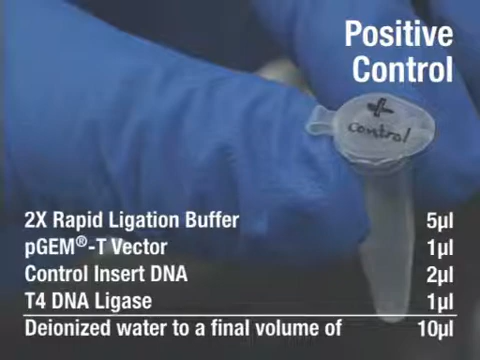 Positive
Control
+
control
2X Rapid Ligation Buffer 5µl
pGEM®-T Vector 1µl
Control Insert DNA 2µl
T4 DNA Ligase 1µl
Deionized water to a final volume of 10µl